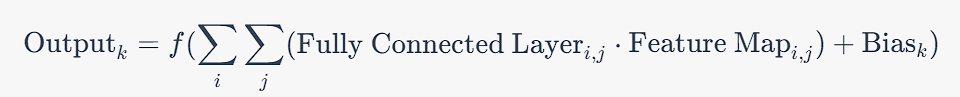 Output_k = f(∑_i ∑_j (Fully Connected Layer_{i,j} · Feature Map_{i,j}) + Bias_k)